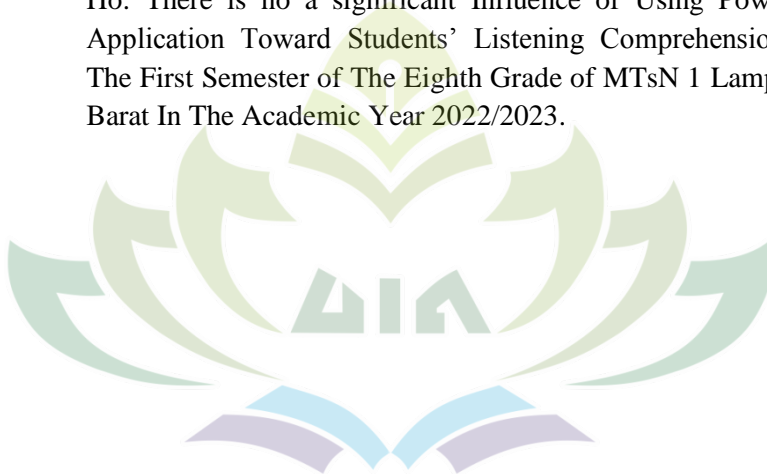 Ho: There is no a significant Influence of Using
Application Toward Students’ Listening
The First Semester of The Eighth Grade of MTsN 1
Barat In The Academic Year 2022/2023.
UIN